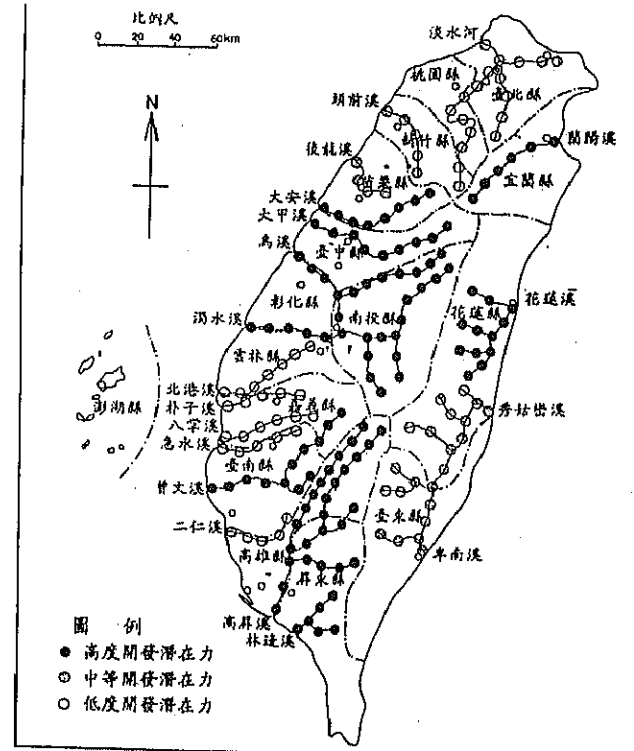 比例尺
0 20 40 60km
N
淡水河
桃園縣
臺北縣
頭前溪
新竹縣
蘭陽溪
後龍溪
苗栗縣
宜蘭縣
大安溪
大甲溪
臺中縣
烏溪
彰化縣
花蓮溪
南投縣
花蓮縣
濁水溪
雲林縣
北港溪
澎湖縣
朴子溪
嘉義縣
秀姑巒溪
八掌溪
急水溪
臺南縣
曾文溪
臺東縣
二仁溪
高雄縣
卑南溪
屏東縣
高屏溪
林邊溪
圖 例
高度開發潛在力
中等開發潛在力
低度開發潛在力